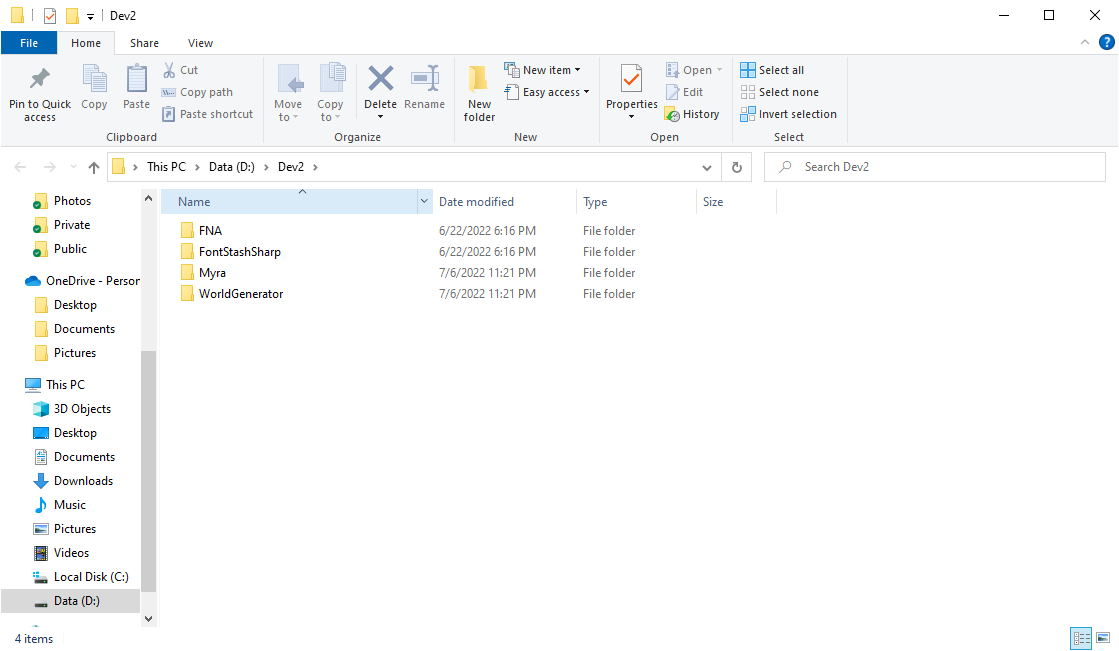 Dev2
File Home Share View
Pin to Quick access
Copy
Paste
Cut
Copy path
Paste shortcut
Clipboard
Move to
Copy to
Delete
Rename
Organize
New folder
New item
Easy access
New
Properties
Open
Edit
History
Open
Select all
Select none
Invert selection
Select
This PC > Data (D:) > Dev2 >
Search Dev2
Photos
Private
Public
OneDrive - Person
Desktop
Documents
Pictures
This PC
3D Objects
Desktop
Documents
Downloads
Music
Pictures
Videos
Local Disk (C:)
Data (D:)
Name Date modified Type Size
FNA 6/22/2022 6:16 PM File folder
FontStashSharp 6/22/2022 6:16 PM File folder
Myra 7/6/2022 11:21 PM File folder
WorldGenerator 7/6/2022 11:21 PM File folder
4 items